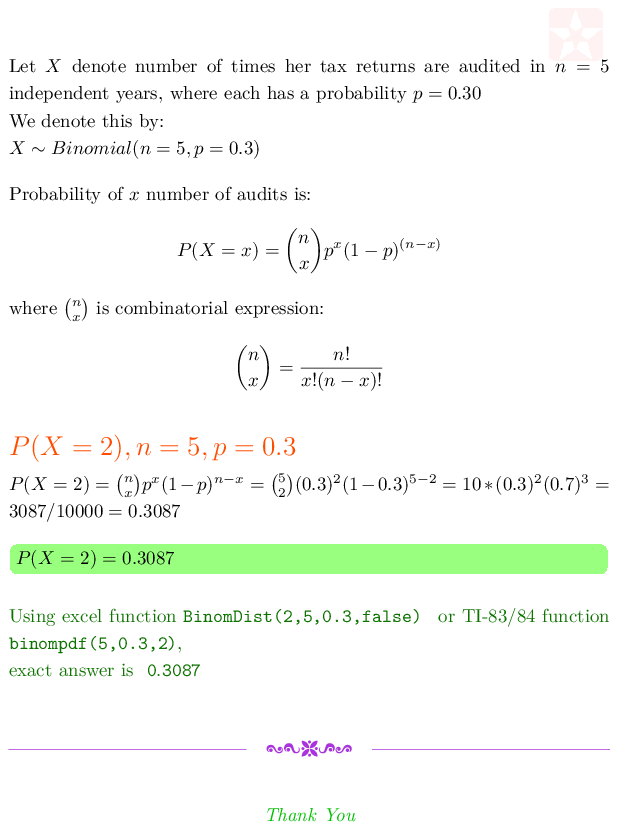 Let X denote number of times her tax returns are audited in n = 5
independent years, where each has a probability p = 0.30
We denote this by:
X ∼ Binomial(n = 5, p = 0.3)
Probability of x number of audits is:
P(X = x) = \binom{n}{x} p^x (1 − p)^{(n−x)}
where \binom{n}{x} is combinatorial expression:
\binom{n}{x} = \frac{n!}{x!(n − x)!}
P(X = 2), n = 5, p = 0.3
P(X = 2) = \binom{n}{x} p^x (1−p)^{n−x} = \binom{5}{2} (0.3)^2 (1−0.3)^{5−2} = 10 * (0.3)^2 (0.7)^3 =
3087/10000 = 0.3087
P(X = 2) = 0.3087
Using excel function BinomDist(2,5,0.3,false) or TI-83/84 function
binompdf(5,0.3,2),
exact answer is 0.3087
Thank You